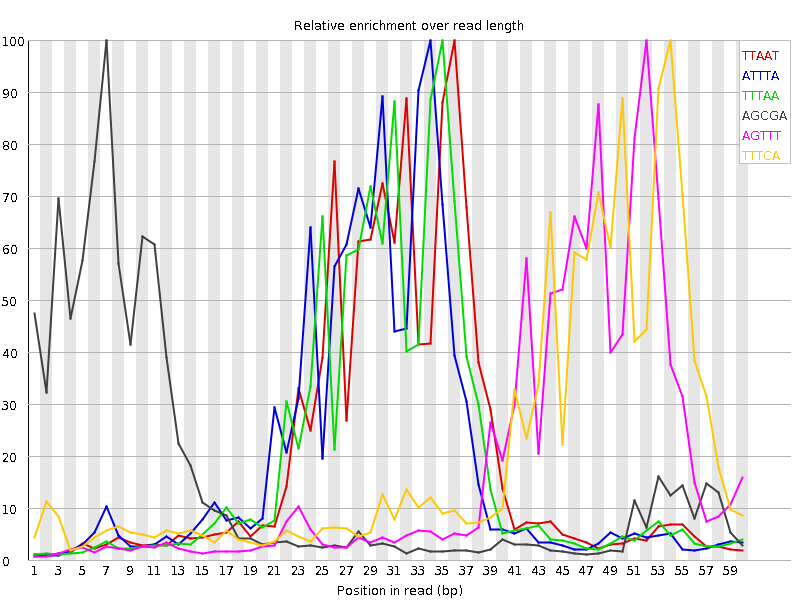 Relative enrichment over read length
100
90
80
70
60
50
40
30
20
10
0
TTAAT
ATTTA
TTTAA
AGCGA
AGTTT
TTTCA
1 3 5 7 9 11 13 15 17 19 21 23 25 27 29 31 33 35 37 39 41 43 45 47 49 51 53 55 57 59
Position in read (bp)